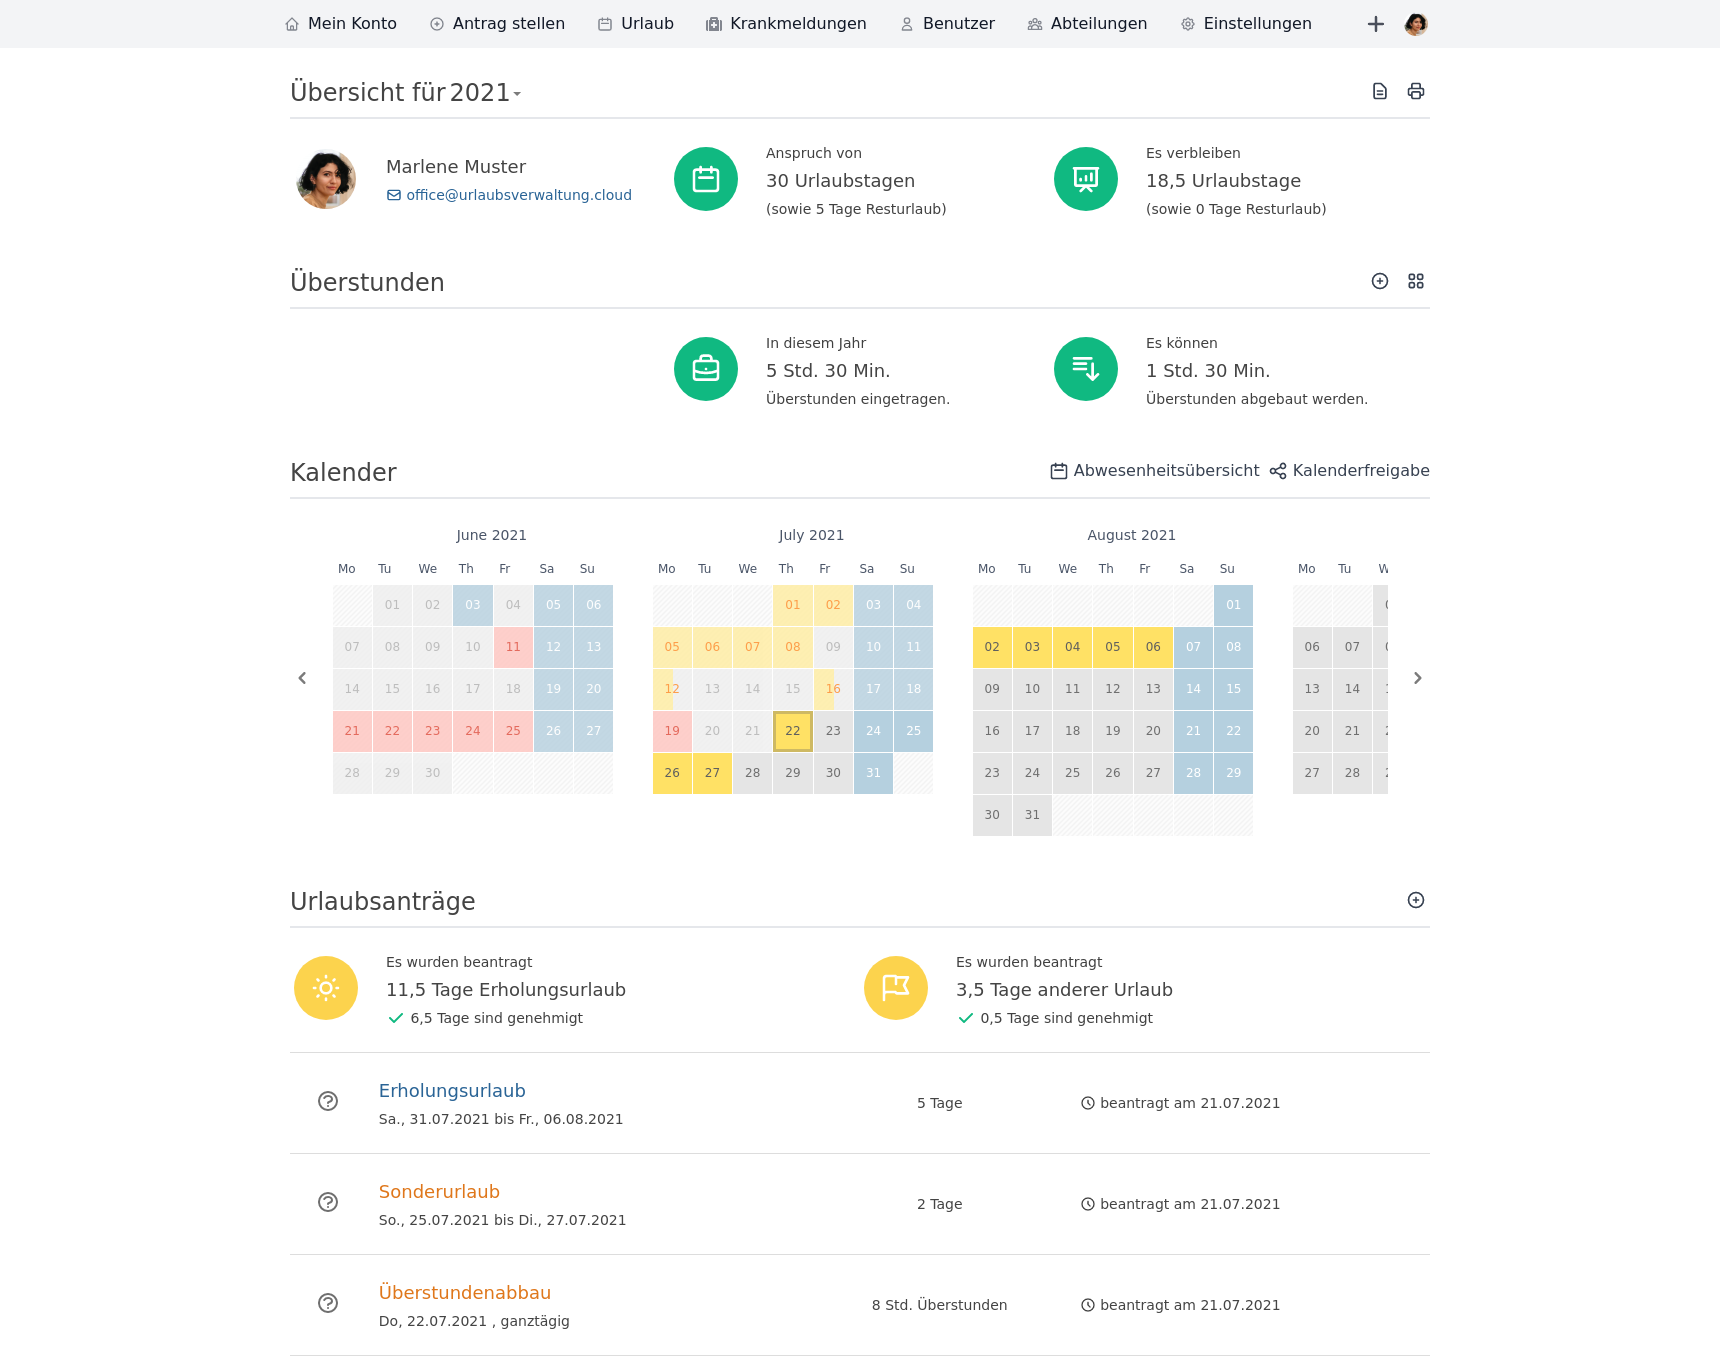 Mein Konto Antrag stellen Urlaub Krankmeldungen Benutzer Abteilungen Einstellungen
Übersicht für 2021
Marlene Muster
office@urlaubsverwaltung.cloud
Anspruch von
30 Urlaubstagen
(sowie 5 Tage Resturlaub)
Es verbleiben
18,5 Urlaubstage
(sowie 0 Tage Resturlaub)
Überstunden
In diesem Jahr
5 Std. 30 Min.
Überstunden eingetragen.
Es können
1 Std. 30 Min.
Überstunden abgebaut werden.
Kalender
Abwesenheitsübersicht Kalenderfreigabe
June 2021
Mo Tu We Th Fr Sa Su
01 02 03 04 05 06
07 08 09 10 11 12 13
14 15 16 17 18 19 20
21 22 23 24 25 26 27
28 29 30
July 2021
Mo Tu We Th Fr Sa Su
01 02 03 04
05 06 07 08 09 10 11
12 13 14 15 16 17 18
19 20 21 22 23 24 25
26 27 28 29 30 31
August 2021
Mo Tu We Th Fr Sa Su
01
02 03 04 05 06 07 08
09 10 11 12 13 14 15
16 17 18 19 20 21 22
23 24 25 26 27 28 29
30 31
Mo Tu
06 07
13 14
20 21
27 28
Urlaubsanträge
Es wurden beantragt
11,5 Tage Erholungsurlaub
6,5 Tage sind genehmigt
Es wurden beantragt
3,5 Tage anderer Urlaub
0,5 Tage sind genehmigt
Erholungsurlaub
Sa., 31.07.2021 bis Fr., 06.08.2021
5 Tage
beantragt am 21.07.2021
Sonderurlaub
So., 25.07.2021 bis Di., 27.07.2021
2 Tage
beantragt am 21.07.2021
Überstundenabbau
Do, 22.07.2021 , ganztägig
8 Std. Überstunden
beantragt am 21.07.2021